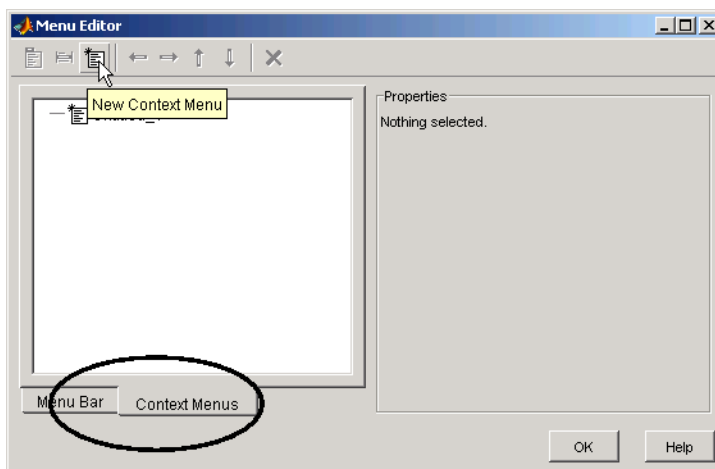 Menu Editor
New Context Menu
Properties
Nothing selected.
Menu Bar
Context Menus
OK
Help